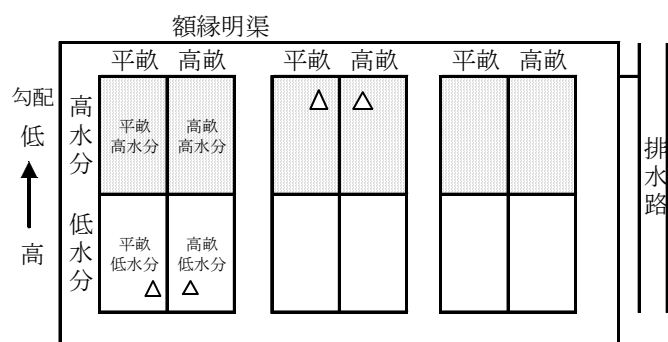 額縁明渠
平畝 高畝 平畝 高畝 平畝 高畝
勾配
低
高
高水分
低水分
平畝
高水分
高畝
高水分
平畝
低水分
高畝
低水分
排水路